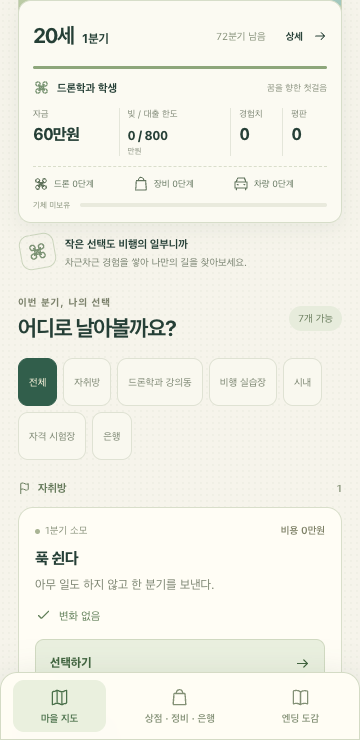 20세 1분기 72분기 남음 상세 →
드론학과 학생 꿈을 향한 첫걸음
자금 빚 / 대출 한도 경험치 평판
60만원 0 / 800 0 0
만원
드론 0단계 장비 0단계 차량 0단계
기체 미보유
작은 선택도 비행의 일부니까
차근차근 경험을 쌓아 나만의 길을 찾아보세요.
이번 분기, 나의 선택
어디로 날아볼까요? 7개 가능
전체 자취방 드론학과 강의동 비행 실습장 시내
자격 시험장 은행
자취방 1
1분기 소모 비용 0만원
푹 쉰다
아무 일도 하지 않고 한 분기를 보낸다.
변화 없음
선택하기 →
마을 지도 상점 · 정비 · 은행 엔딩 도감